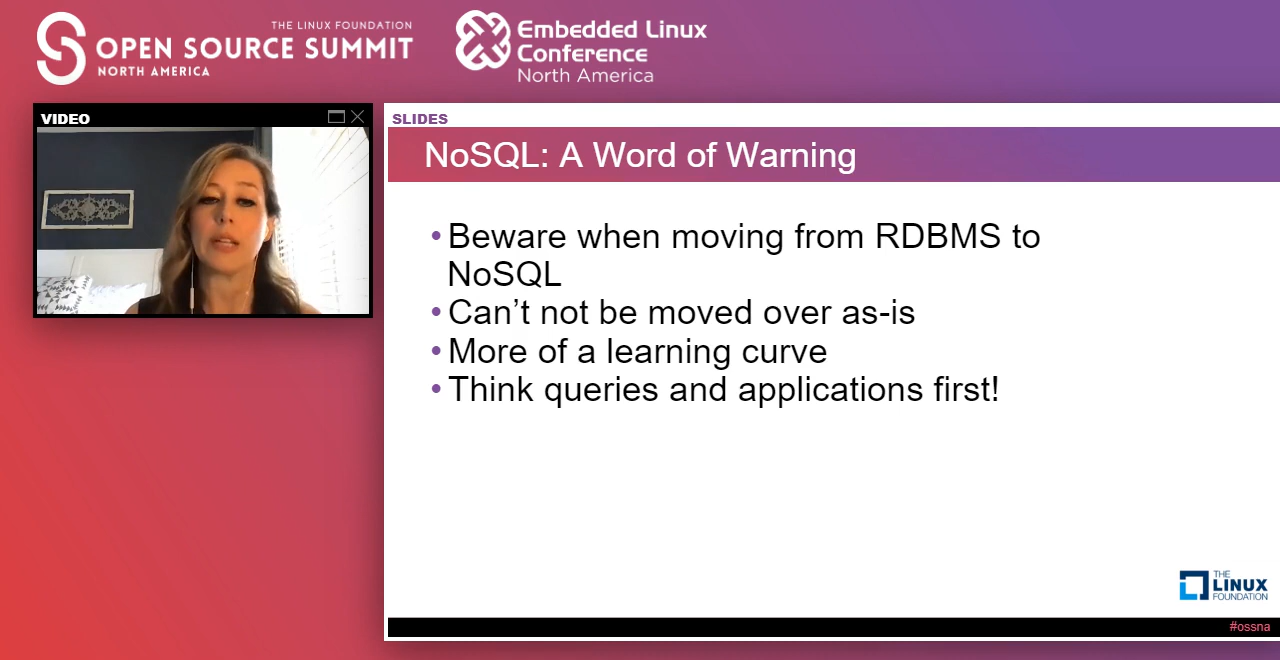 THE LINUX FOUNDATION
OPEN SOURCE SUMMIT
NORTH AMERICA
Embedded Linux
Conference
North America
VIDEO
SLIDES
NoSQL: A Word of Warning
•Beware when moving from RDBMS to
NoSQL
•Can’t not be moved over as-is
•More of a learning curve
•Think queries and applications first!
THE
LINUX
FOUNDATION
#ossna